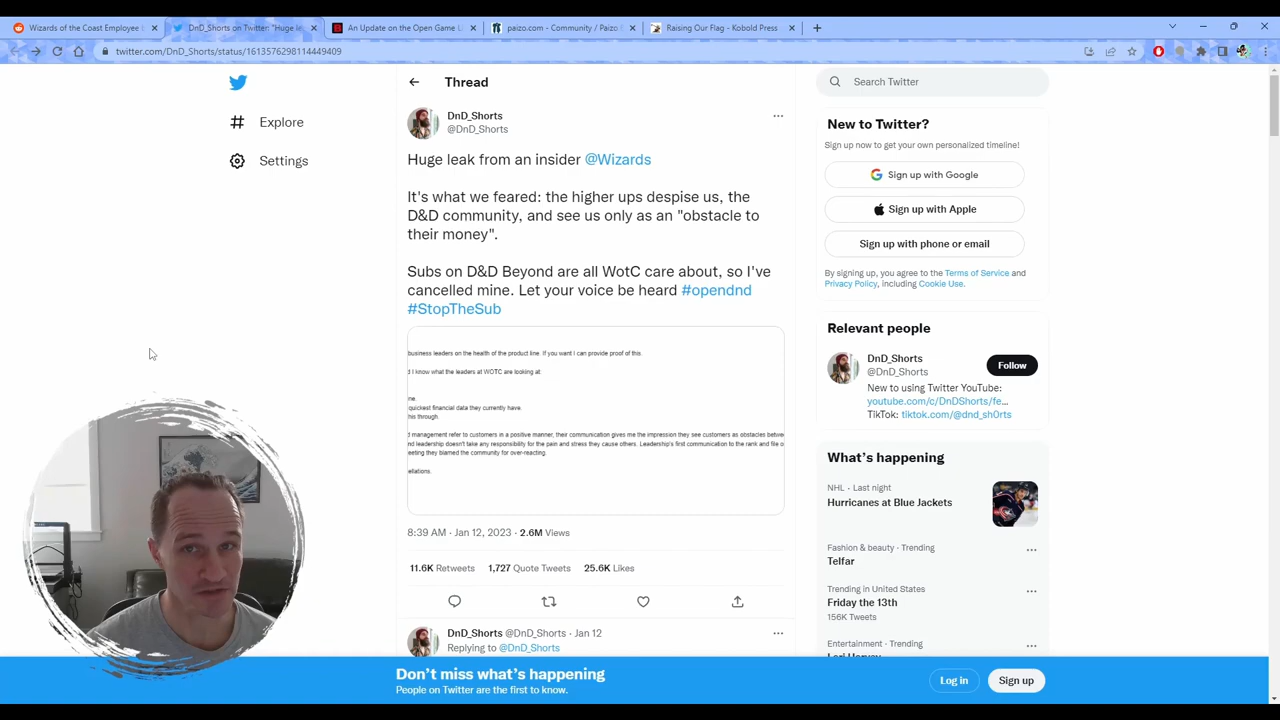 Wizards of the Coast Employee
DnD_Shorts on Twitter: "Huge
An Update on the Open Game L
paizo.com - Community / Paizo
Raising Our Flag - Kobold Press
twitter.com/DnD_Shorts/status/1613576298114449409
Thread
Search Twitter
Explore
Settings
DnD_Shorts
@DnD_Shorts
Huge leak from an insider @Wizards
It's what we feared: the higher ups despise us, the
D&D community, and see us only as an "obstacle to
their money".
Subs on D&D Beyond are all WotC care about, so I've
cancelled mine. Let your voice be heard #opendnd
#StopTheSub
business leaders on the health of the product line. If you want I can provide proof of this.
d I know what the leaders at WOTC are looking at:
ne.
quickest financial data they currently have.
his through.
d management refer to customers in a positive manner, their communication gives me the impression they see customers as obstacles betwe
nd leadership doesn't take any responsibility for the pain and stress they cause others. Leadership's first communication to the rank and file o
eeting they blamed the community for over-reacting.
ellations.
8:39 AM · Jan 12, 2023 · 2.6M Views
11.6K Retweets 1,727 Quote Tweets 25.6K Likes
DnD_Shorts @DnD_Shorts · Jan 12
Replying to @DnD_Shorts
New to Twitter?
Sign up now to get your own personalized timeline!
Sign up with Google
Sign up with Apple
Sign up with phone or email
By signing up, you agree to the Terms of Service and
Privacy Policy, including Cookie Use.
Relevant people
DnD_Shorts
@DnD_Shorts
Follow
New to using Twitter YouTube:
youtube.com/c/DnDShorts/fe…
TikTok: tiktok.com/@dnd_sh0rts
What's happening
NHL · Last night
Hurricanes at Blue Jackets
Fashion & beauty · Trending
Telfar
Trending in United States
Friday the 13th
156K Tweets
Entertainment · Trending
Lori Harvey
Don't miss what's happening
People on Twitter are the first to know.
Log in
Sign up